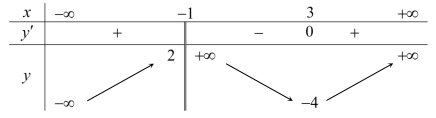 x −∞ −1 3 +∞
y′ + − 0 +
2 +∞ +∞
y
−∞ −4